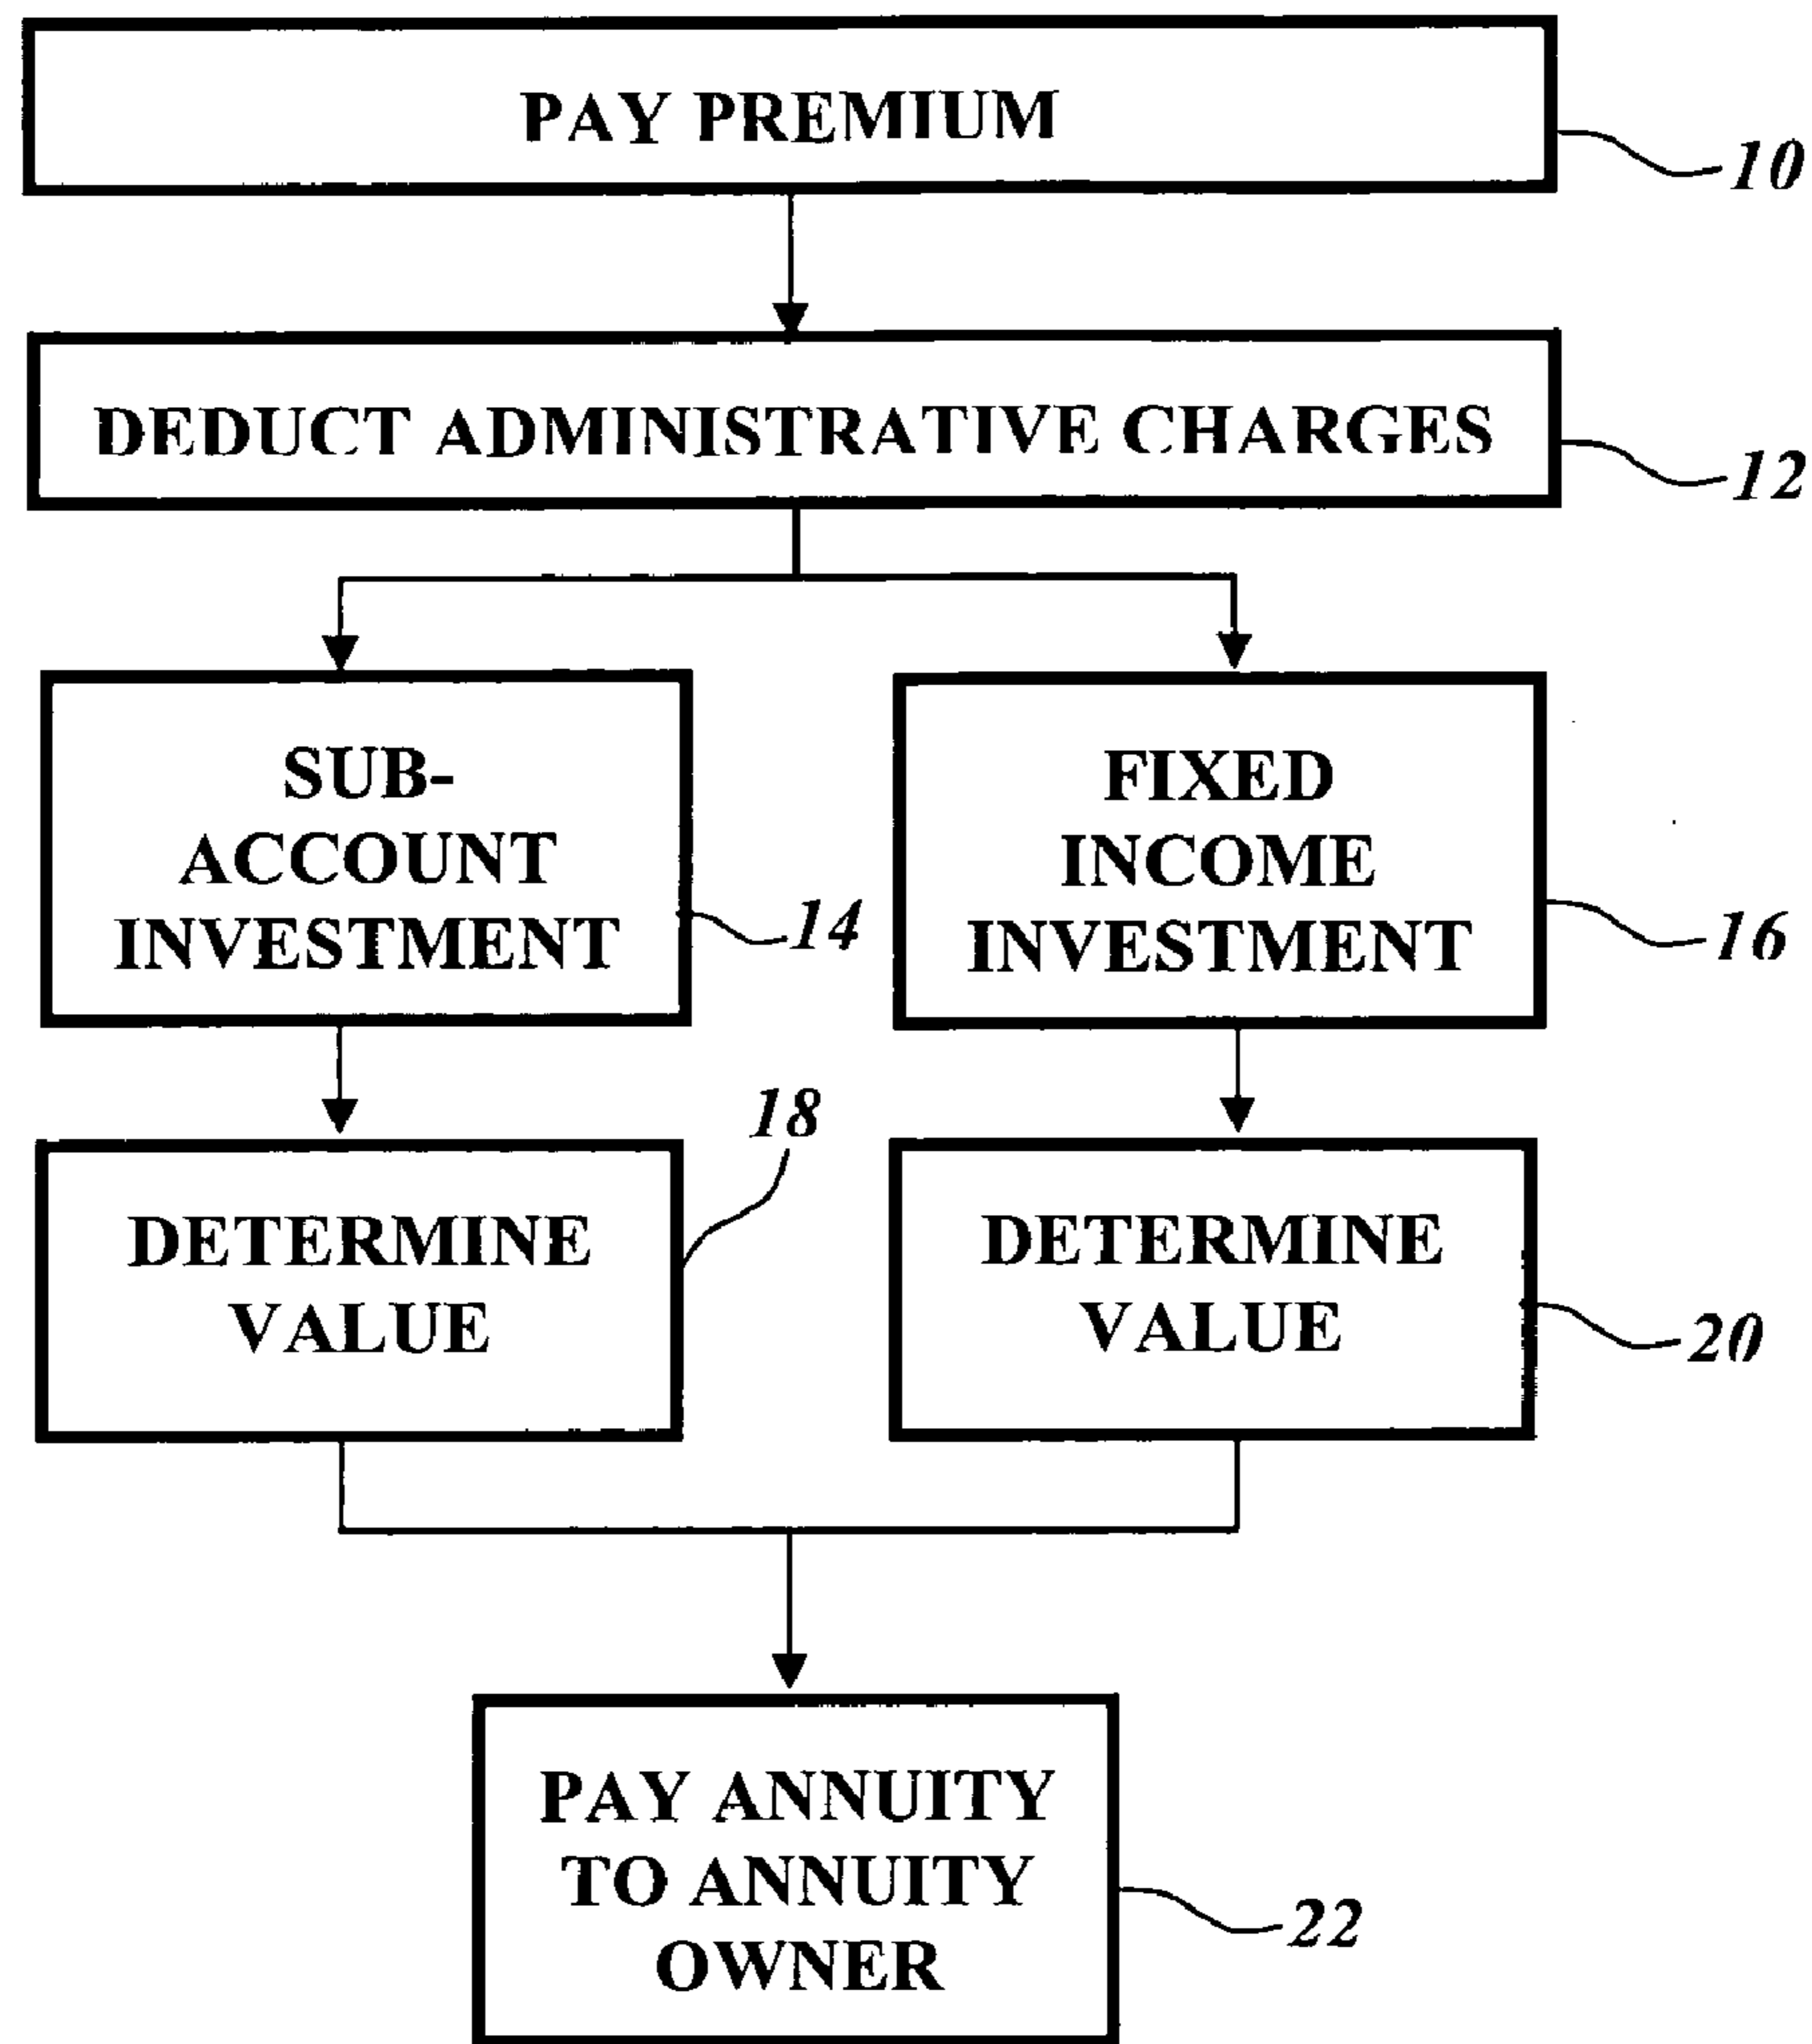 PAY PREMIUM
10
DEDUCT ADMINISTRATIVE CHARGES
12
SUB-
ACCOUNT
INVESTMENT
14
FIXED
INCOME
INVESTMENT
16
DETERMINE
VALUE
18
DETERMINE
VALUE
20
PAY ANNUITY
TO ANNUITY
OWNER
22